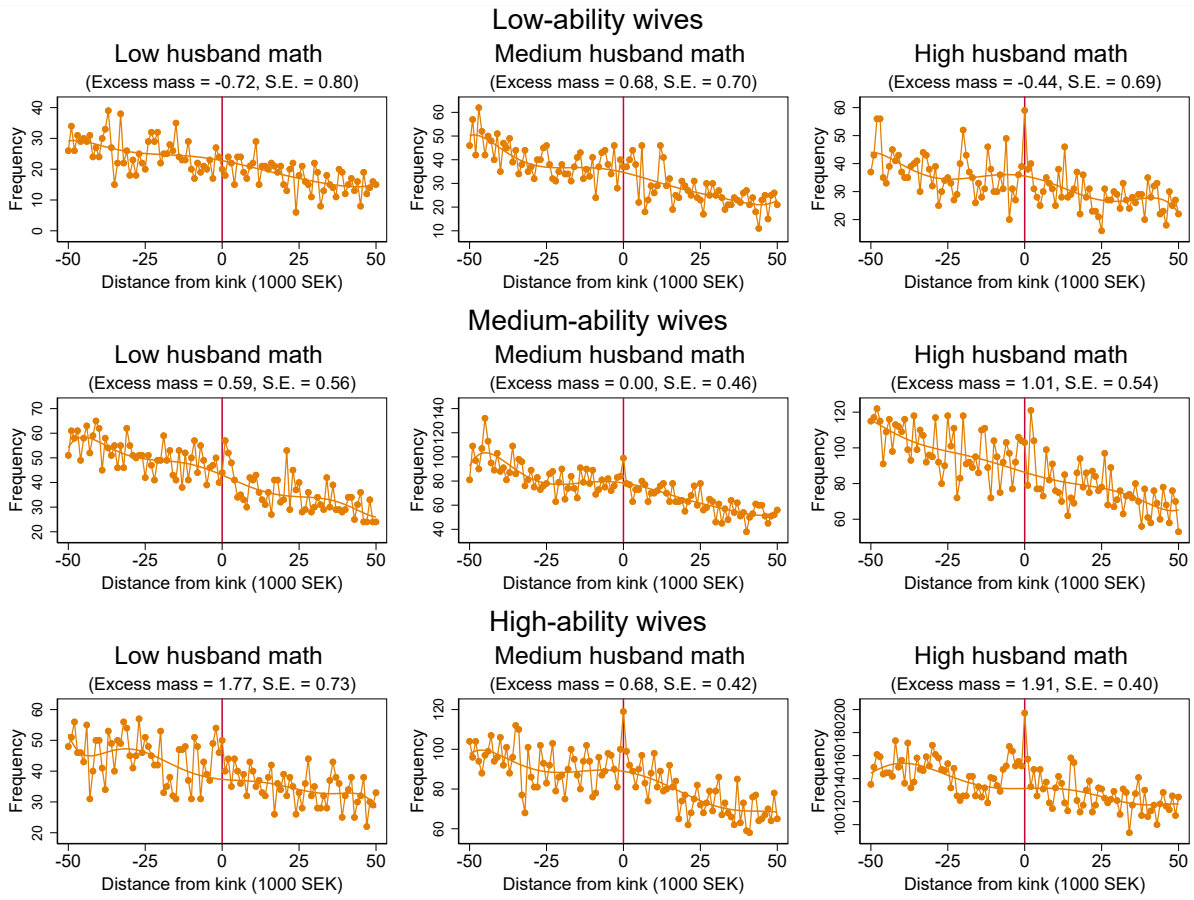 Low-ability wives
Low husband math
(Excess mass = -0.72, S.E. = 0.80)
Frequency
40
30
20
10
0
-50
-25
0
25
50
Distance from kink (1000 SEK)
Medium husband math
(Excess mass = 0.68, S.E. = 0.70)
Frequency
60
50
40
30
20
10
-50
-25
0
25
50
Distance from kink (1000 SEK)
High husband math
(Excess mass = -0.44, S.E. = 0.69)
Frequency
60
50
40
30
20
-50
-25
0
25
50
Distance from kink (1000 SEK)
Medium-ability wives
Low husband math
(Excess mass = 0.59, S.E. = 0.56)
Frequency
70
60
50
40
30
20
-50
-25
0
25
50
Distance from kink (1000 SEK)
Medium husband math
(Excess mass = 0.00, S.E. = 0.46)
Frequency
140
120
100
80
60
40
-50
-25
0
25
50
Distance from kink (1000 SEK)
High husband math
(Excess mass = 1.01, S.E. = 0.54)
Frequency
120
100
80
60
-50
-25
0
25
50
Distance from kink (1000 SEK)
High-ability wives
Low husband math
(Excess mass = 1.77, S.E. = 0.73)
Frequency
60
50
40
30
20
-50
-25
0
25
50
Distance from kink (1000 SEK)
Medium husband math
(Excess mass = 0.68, S.E. = 0.42)
Frequency
120
100
80
60
-50
-25
0
25
50
Distance from kink (1000 SEK)
High husband math
(Excess mass = 1.91, S.E. = 0.40)
Frequency
200
180
160
140
120
100
-50
-25
0
25
50
Distance from kink (1000 SEK)